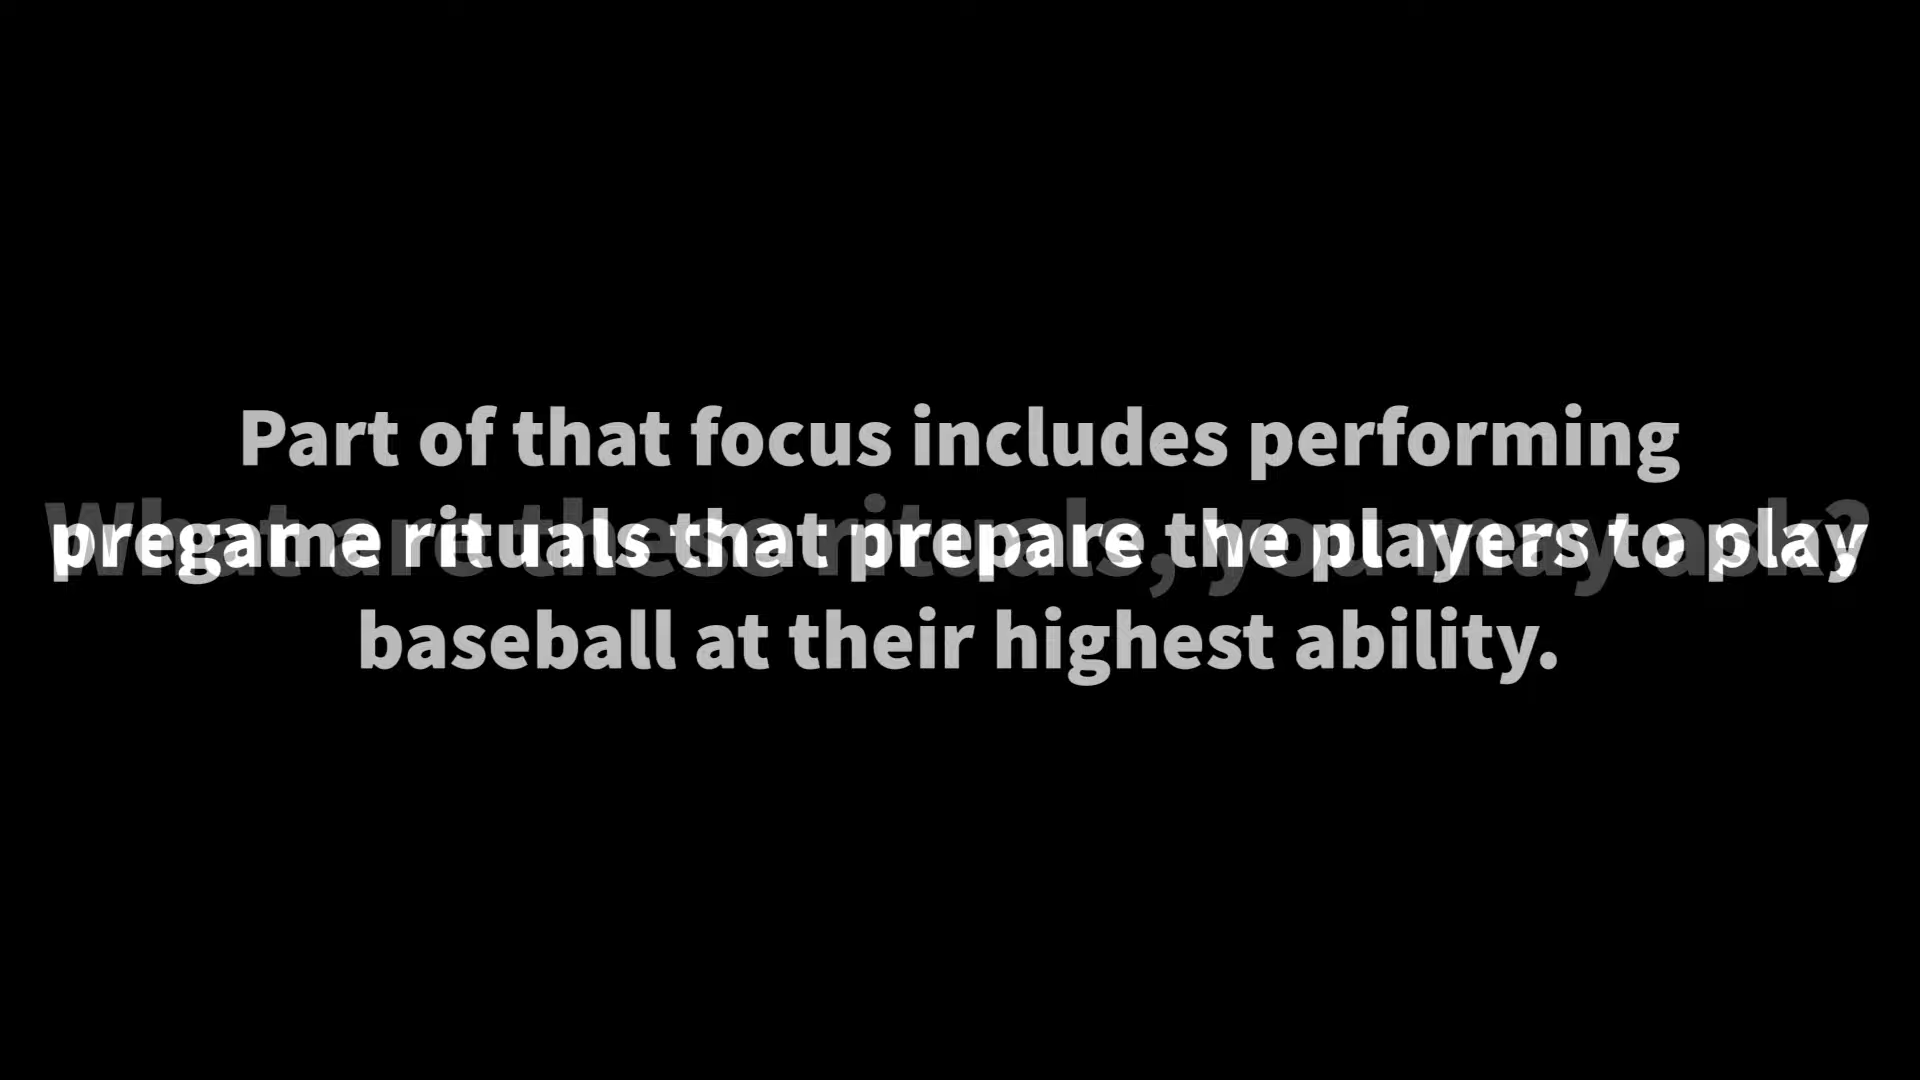 Part of that focus includes performing
What are these rituals, you may ask?
pregame rituals that prepare the players to play
baseball at their highest ability.